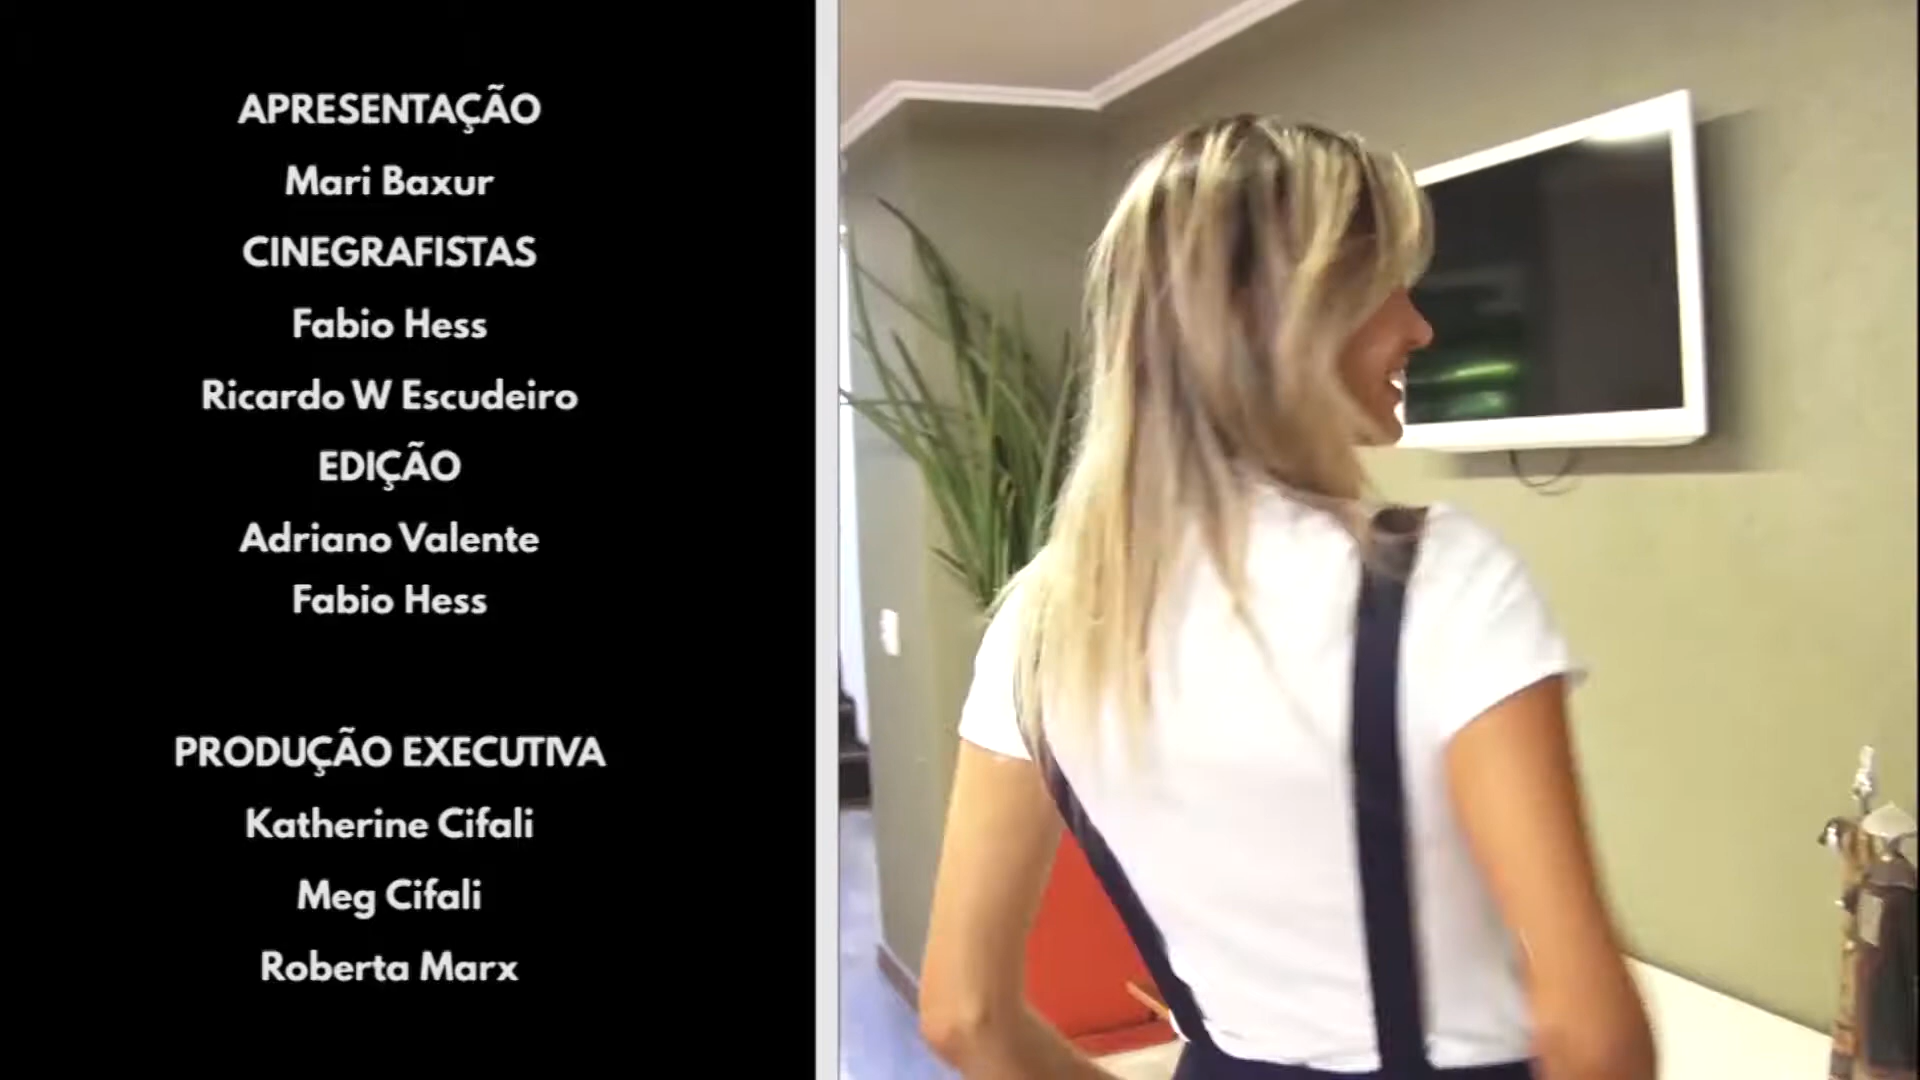 APRESENTAÇÃO
Mari Baxur
CINEGRAFISTAS
Fabio Hess
Ricardo W Escudeiro
EDIÇÃO
Adriano Valente
Fabio Hess
PRODUÇÃO EXECUTIVA
Katherine Cifali
Meg Cifali
Roberta Marx